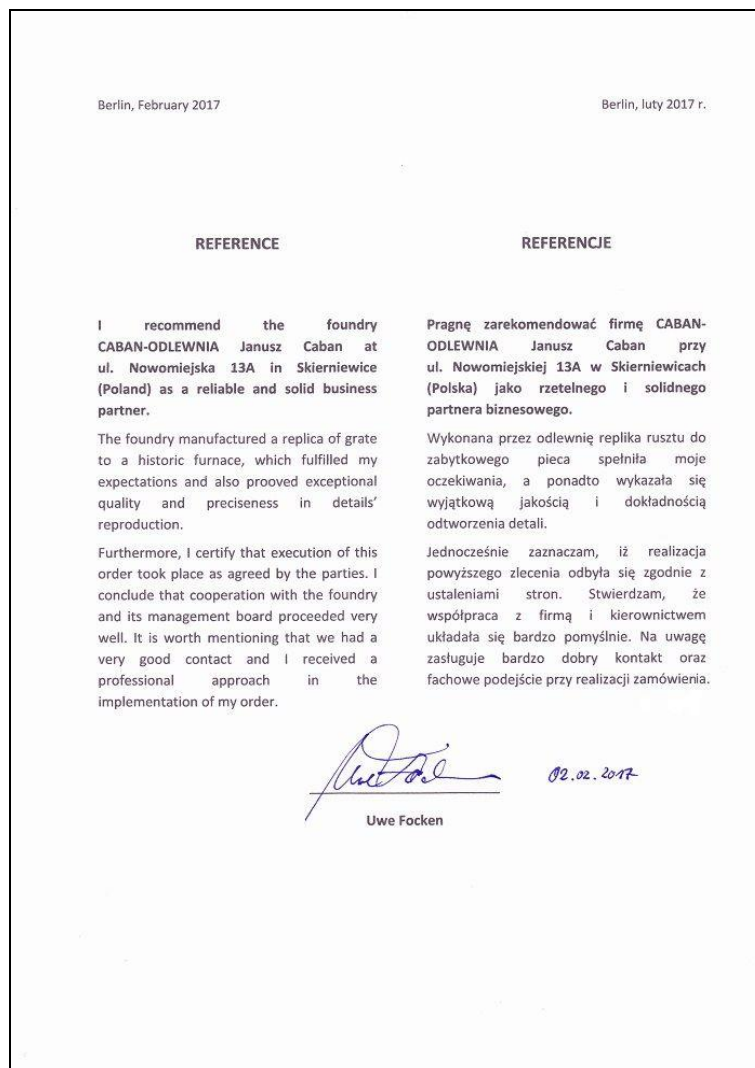 Berlin, February 2017
Berlin, luty 2017 r.
REFERENCE
I recommend the foundry
CABAN-ODLEWNIA Janusz Caban at
ul. Nowomiejska 13A in Skierniewice
(Poland) as a reliable and solid business
partner.
The foundry manufactured a replica of grate
to a historic furnace, which fulfilled my
expectations and also prooved exceptional
quality and preciseness in details'
reproduction.
Furthermore, I certify that execution of this
order took place as agreed by the parties. I
conclude that cooperation with the foundry
and its management board proceeded very
well. It is worth mentioning that we had a
very good contact and I received a
professional approach in the
implementation of my order.
REFERENCJE
Pragnę zarekomendować firmę CABAN-
ODLEWNIA Janusz Caban przy
ul. Nowomiejskiej 13A w Skierniewicach
(Polska) jako rzetelnego i solidnego
partnera biznesowego.
Wykonana przez odlewnię replika rusztu do
zabytkowego pieca spełniła moje
oczekiwania, a ponadto wykazała się
wyjątkową jakością i dokładnością
odtworzenia detali.
Jednocześnie zaznaczam, iż realizacja
powyższego zlecenia odbyła się zgodnie z
ustaleniami stron. Stwierdzam, że
współpraca z firmą i kierownictwem
układała się bardzo pomyślnie. Na uwagę
zasługuje bardzo dobry kontakt oraz
fachowe podejście przy realizacji zamówienia.
02.02.2017
Uwe Focken